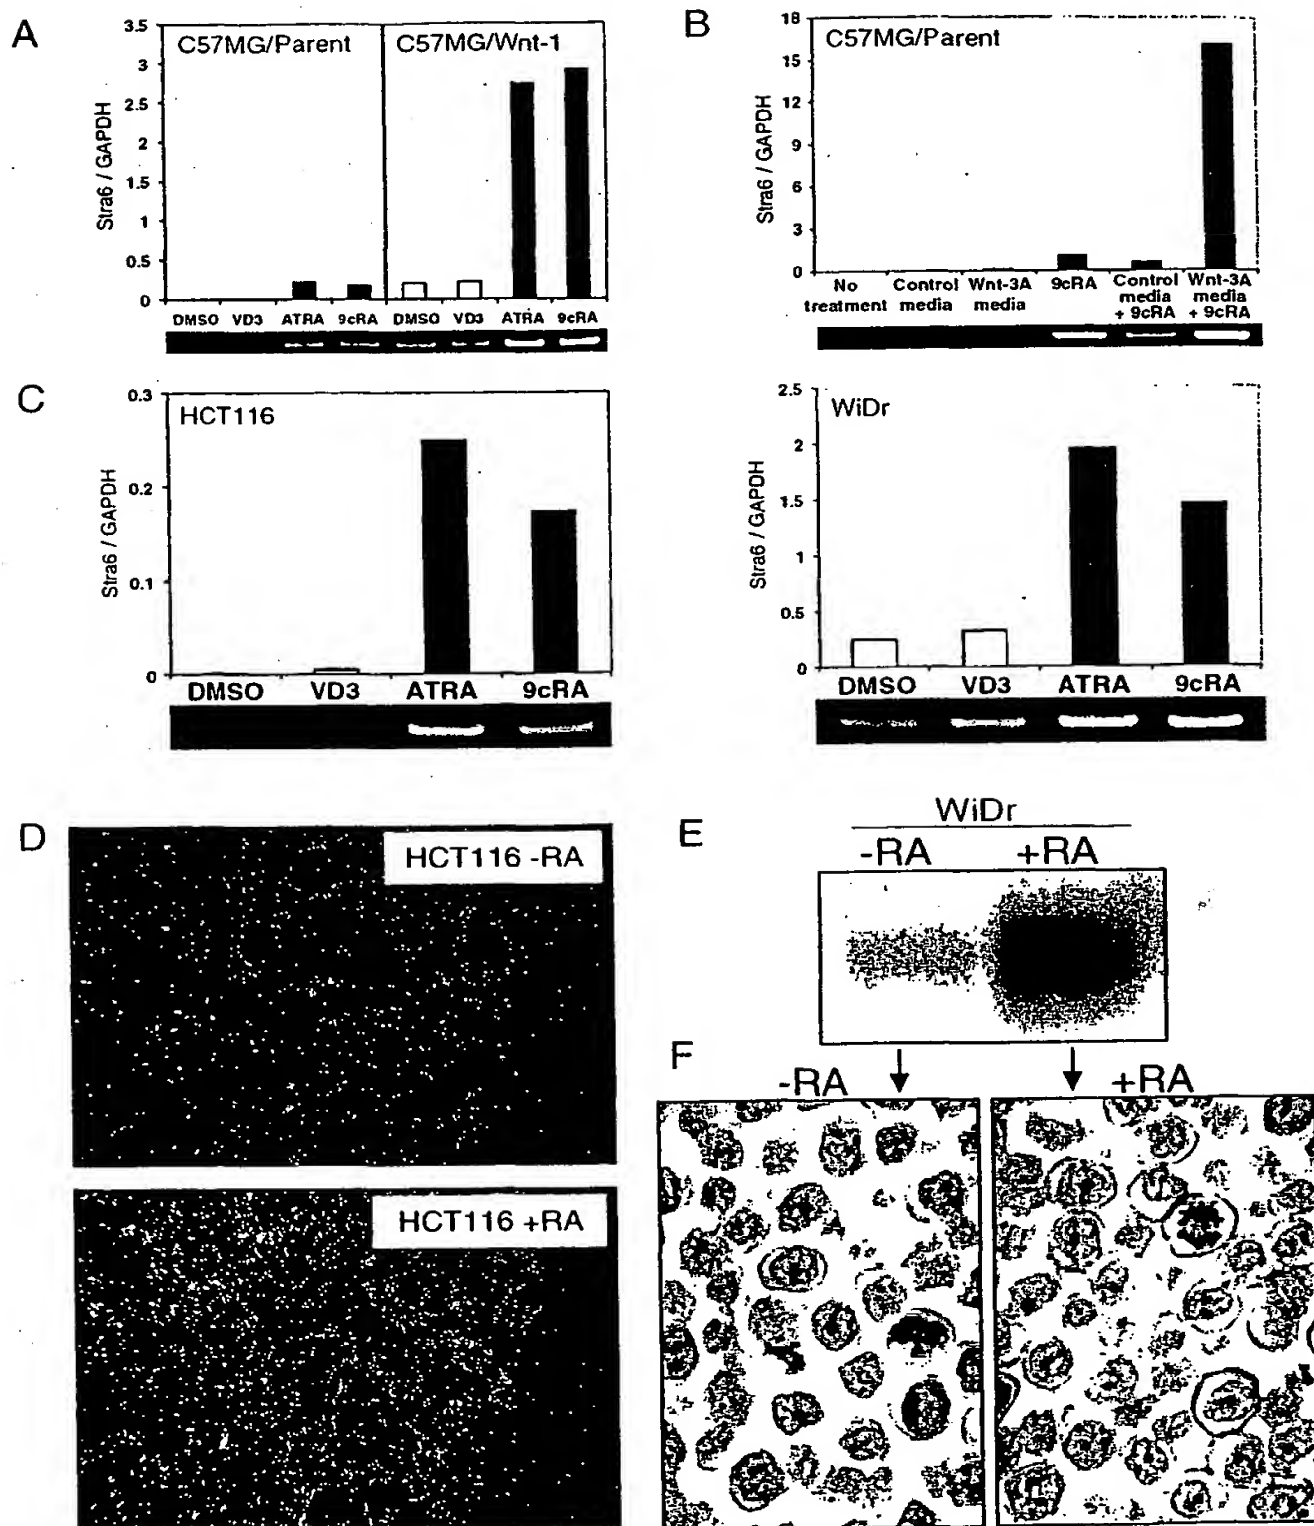 A
C57MG/Parent
C57MG/Wnt-1
Stra6 / GAPDH
3.5
3
2.5
2
1.5
1
0.5
0
DMSO VD3 ATRA 9cRA DMSO VD3 ATRA 9cRA
B
C57MG/Parent
Stra6 / GAPDH
18
15
12
9
6
3
0
No treatment
Control media
Wnt-3A media
9cRA
Control media + 9cRA
Wnt-3A media + 9cRA
C
HCT116
Stra6 / GAPDH
0.3
0.2
0.1
0
DMSO VD3 ATRA 9cRA
WiDr
Stra6 / GAPDH
2.5
2
1.5
1
0.5
0
DMSO VD3 ATRA 9cRA
D
HCT116 -RA
HCT116 +RA
E
WiDr
-RA +RA
F
-RA +RA